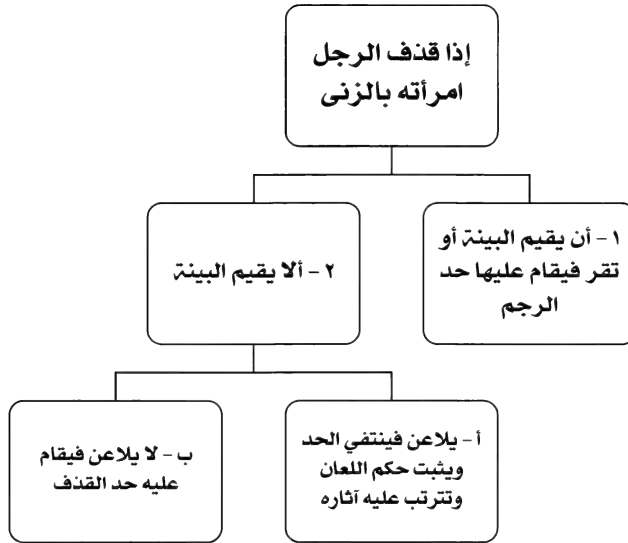 إذا قذف الرجل
امرأته بالزنى
١ - أن يقيم البينة أو
تقر فيقام عليها حد
الرجم
٢ - ألا يقيم البينة
أ - يلاعن فينتفي الحد
ويثبت حكم اللعان
وتترتب عليه آثاره
ب - لا يلاعن فيقام
عليه حد القذف